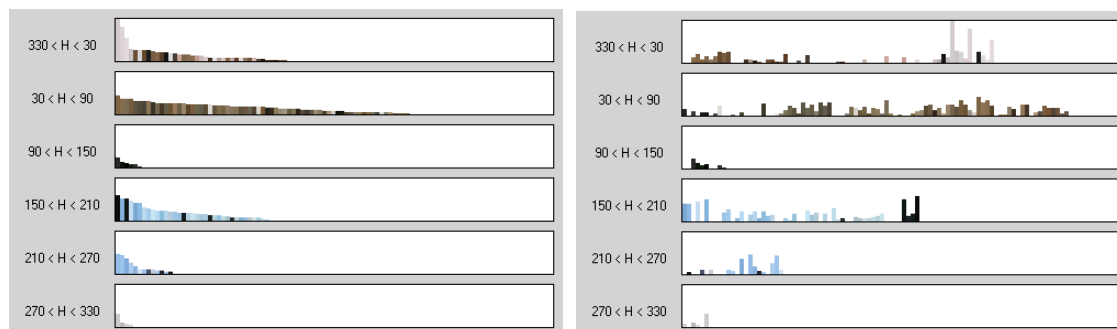 330 < H < 30
30 < H < 90
90 < H < 150
150 < H < 210
210 < H < 270
270 < H < 330
330 < H < 30
30 < H < 90
90 < H < 150
150 < H < 210
210 < H < 270
270 < H < 330